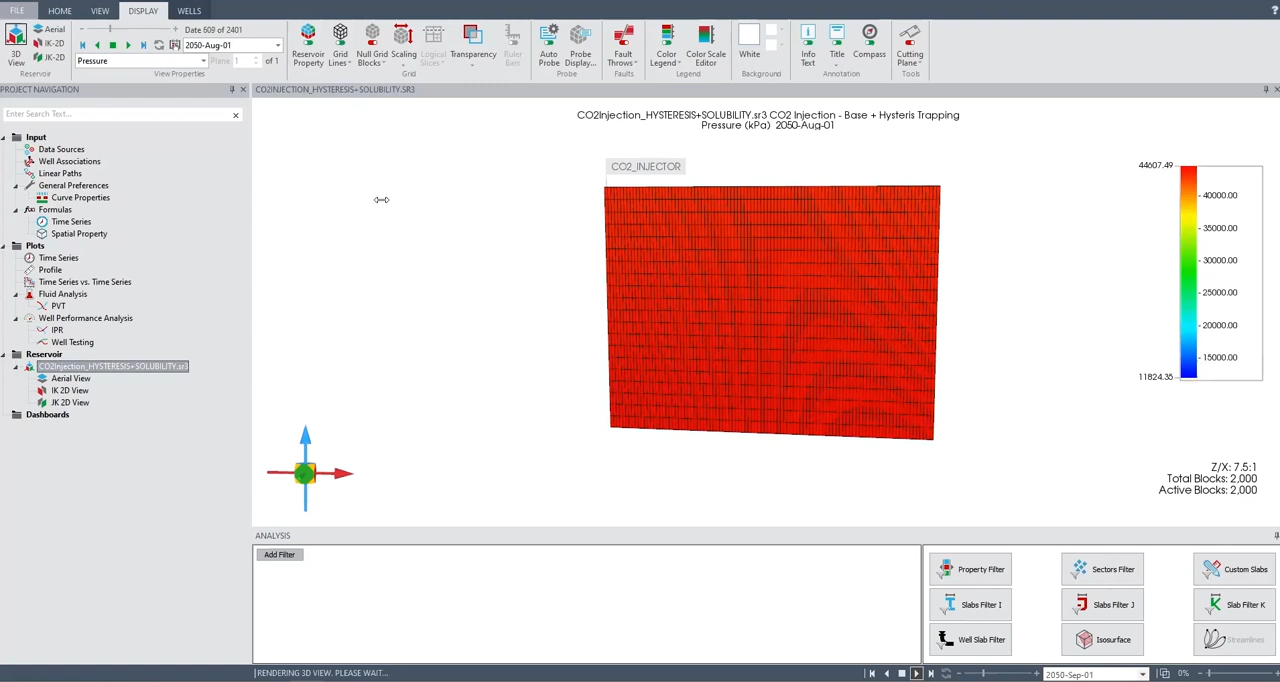 FILE
HOME
VIEW
DISPLAY
WELLS
3D View
Aerial
IK-2D
JK-2D
Reservoir
Date 609 of 2401
2050-Aug-01
Pressure
Plane
1
of 1
View Properties
Reservoir Property
Grid Lines
Null Grid Blocks
Scaling
Logical Slices
Transparency
Ruler Bars
Grid
Auto Probe
Probe Display...
Probe
Fault Throws
Faults
Color Legend
Color Scale Editor
Legend
White
Background
Info Text
Title
Compass
Annotation
Cutting Plane
Tools
PROJECT NAVIGATION
CO2INJECTION_HYSTERESIS+SOLUBILITY.SR3
Enter Search Text...
Input
Data Sources
Well Associations
Linear Paths
General Preferences
Curve Properties
Formulas
Time Series
Spatial Property
Plots
Time Series
Profile
Time Series vs. Time Series
Fluid Analysis
PVT
Well Performance Analysis
IPR
Well Testing
Reservoir
CO2Injection_HYSTERESIS+SOLUBILITY.sr3
Aerial View
IK 2D View
JK 2D View
Dashboards
CO2Injection_HYSTERESIS+SOLUBILITY.sr3 CO2 Injection - Base + Hysteris Trapping
Pressure (kPa) 2050-Aug-01
CO2_INJECTOR
44607.49
40000.00
35000.00
30000.00
25000.00
20000.00
15000.00
11824.35
Z/X: 7.5:1
Total Blocks: 2,000
Active Blocks: 2,000
ANALYSIS
Add Filter
Property Filter
Sectors Filter
Custom Slabs
Slabs Filter I
Slabs Filter J
Slab Filter K
Well Slab Filter
Isosurface
Streamlines
RENDERING 3D VIEW. PLEASE WAIT...
2050-Sep-01
0%